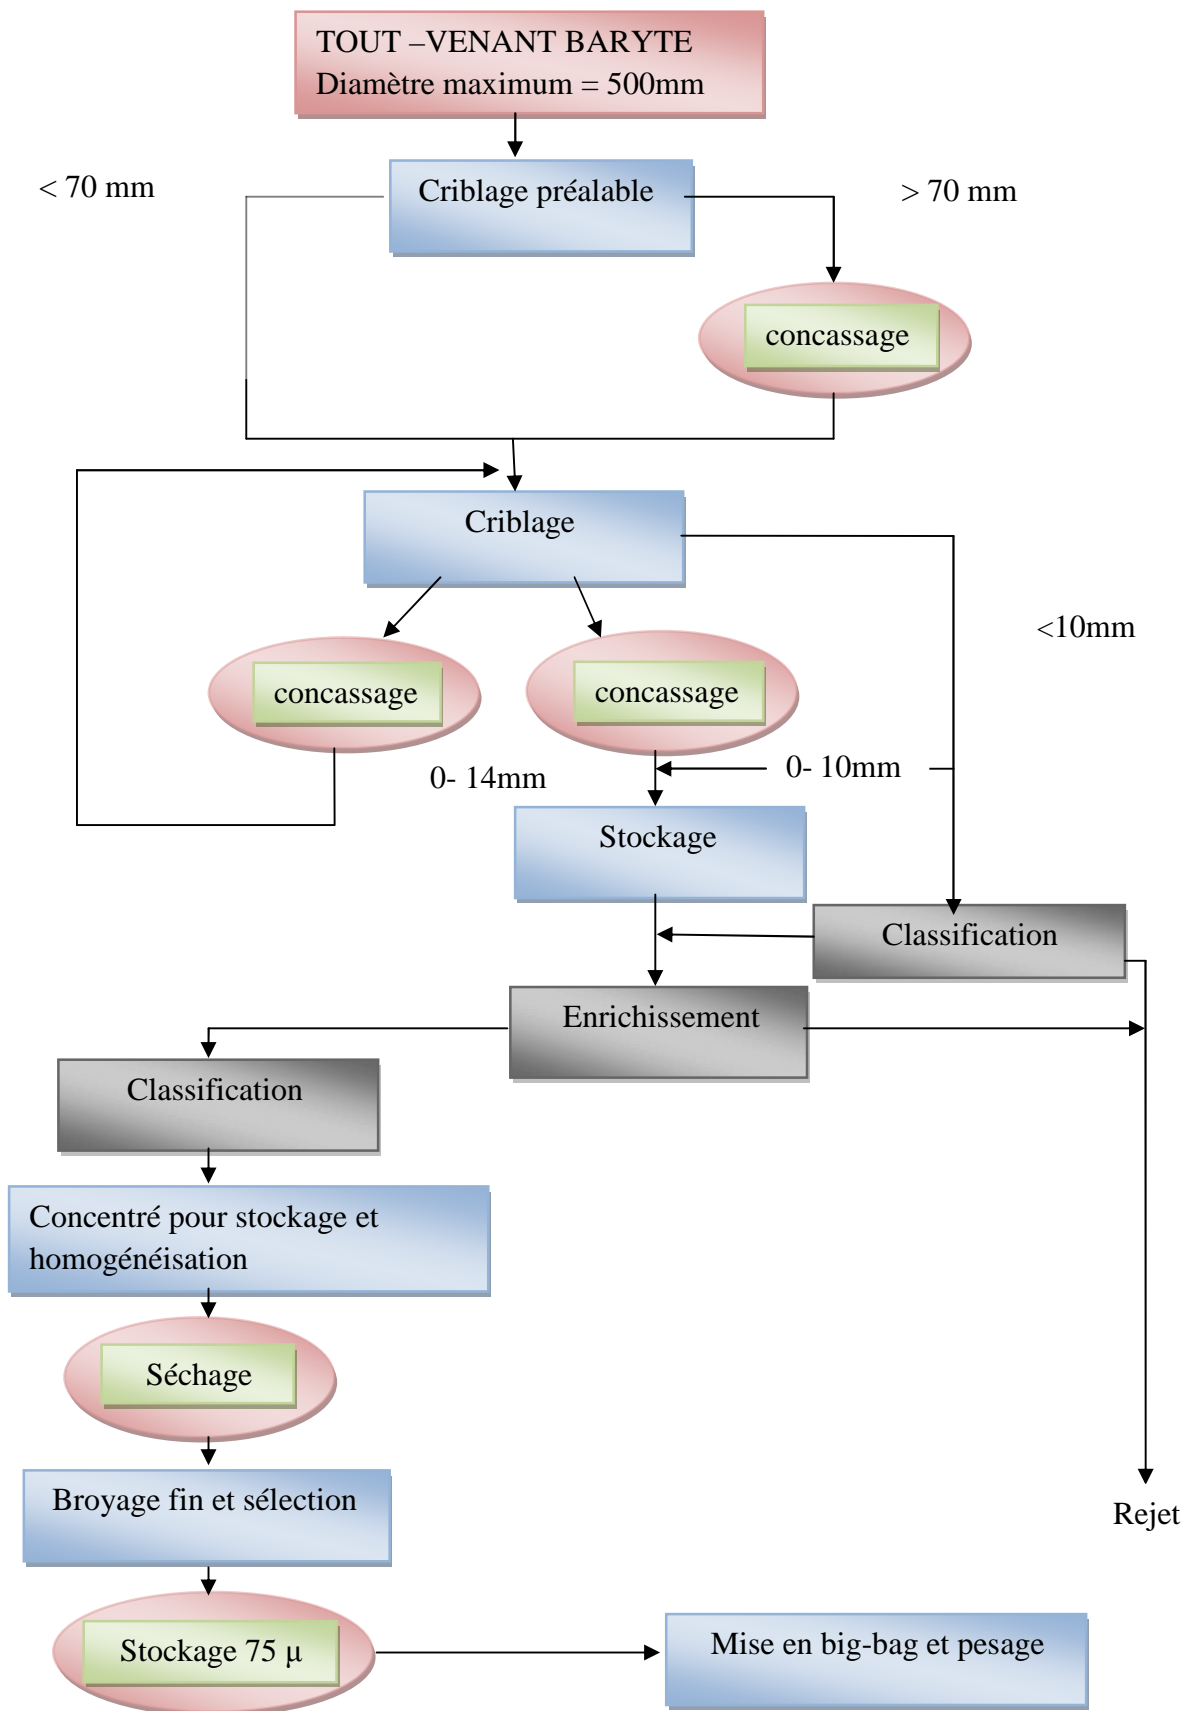 TOUT –VENANT BARYTE
Diamètre maximum = 500mm
< 70 mm
Criblage préalable
> 70 mm
concassage
Criblage
<10mm
concassage
concassage
0- 14mm
0- 10mm
Stockage
Classification
Enrichissement
Classification
Concentré pour stockage et
homogénéisation
Séchage
Broyage fin et sélection
Rejet
Stockage 75 µ
Mise en big-bag et pesage